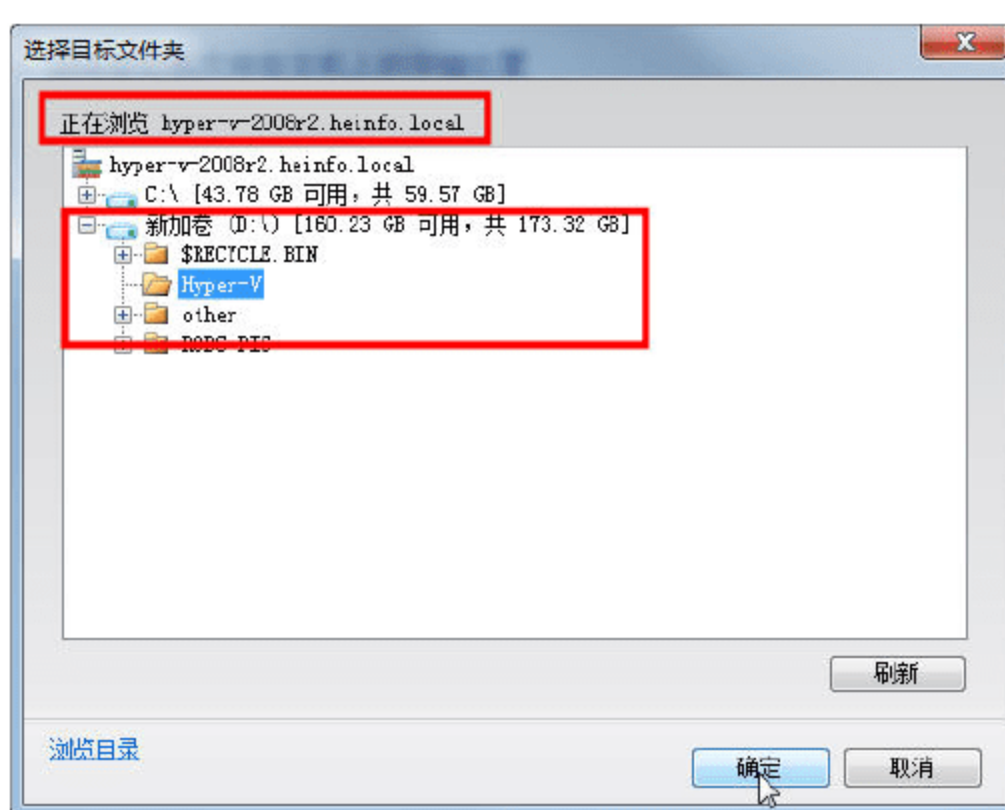 选择目标文件夹
正在浏览 hyper-v-2008r2.heinfo.local
hyper-v-2008r2.heinfo.local
C:\ [43.78 GB 可用，共 59.57 GB]
新加卷 (D:\) [160.23 GB 可用，共 173.32 GB]
$RECYCLE.BIN
Hyper-V
other
刷新
浏览目录
确定
取消